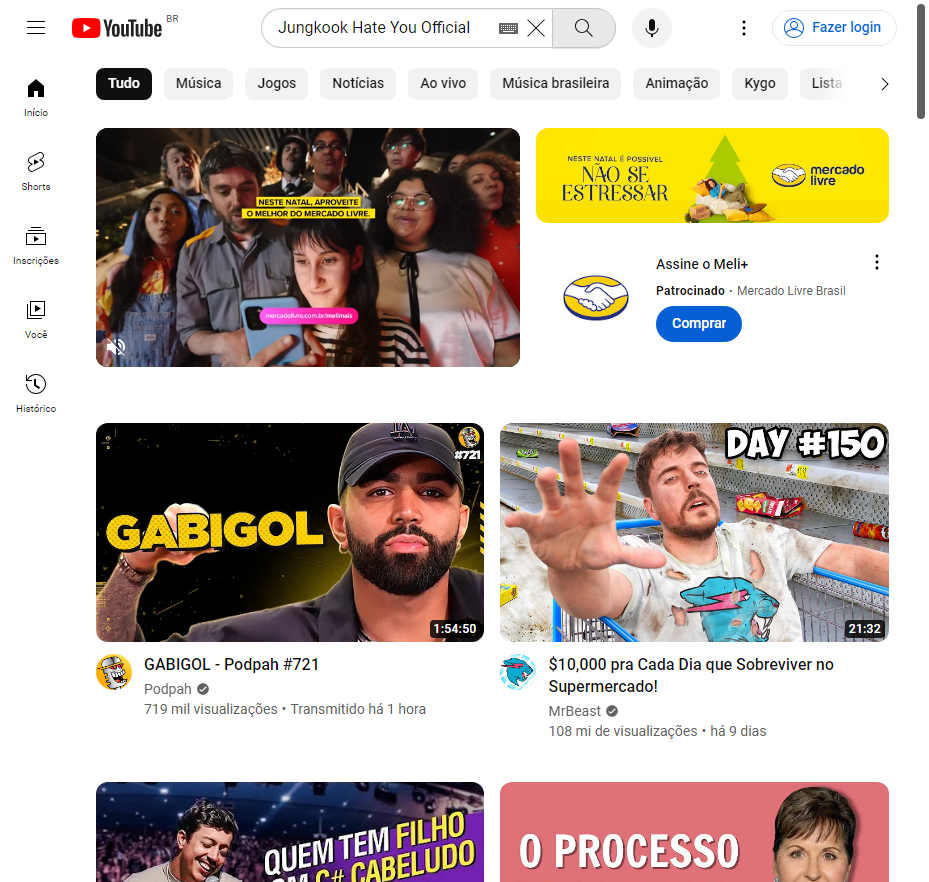 YouTube BR
Jungkook Hate You Official
Fazer login
Tudo
Música
Jogos
Notícias
Ao vivo
Música brasileira
Animação
Kygo
Lista
Início
Shorts
Inscrições
Você
Histórico
NESTE NATAL, APROVEITE
O MELHOR DO MERCADO LIVRE.
mercadolivre.com.br/melimais
NESTE NATAL É POSSÍVEL
NÃO SE
ESTRESSAR
mercado
livre
Assine o Meli+
Patrocinado · Mercado Livre Brasil
Comprar
LA
#721
GABIGOL
1:54:50
DAY #150
21:32
GABIGOL - Podpah #721
Podpah
719 mil visualizações • Transmitido há 1 hora
$10,000 pra Cada Dia que Sobreviver no
Supermercado!
MrBeast
108 mi de visualizações • há 9 dias
QUEM TEM FILHO
COM C# CABELUDO
O PROCESSO